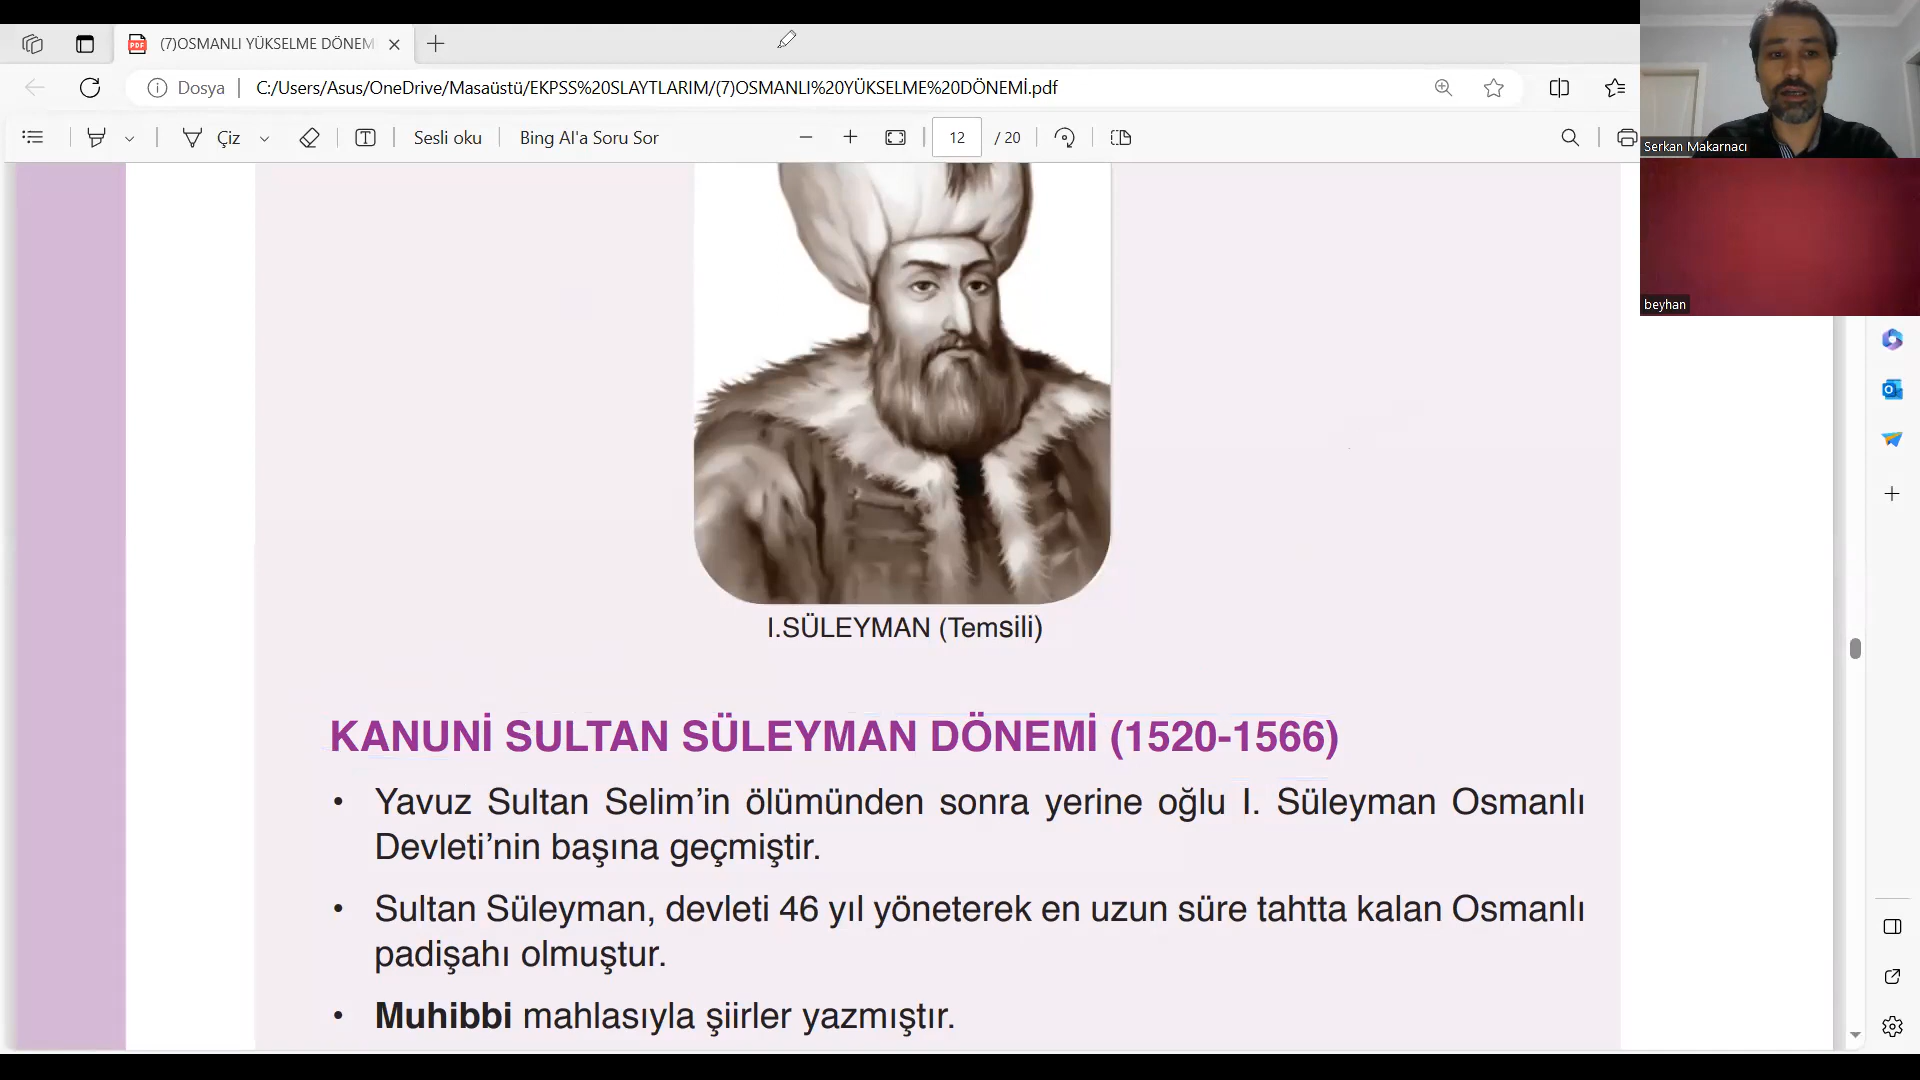 (7)OSMANLI YÜKSELME DÖNEM
Dosya
C:/Users/Asus/OneDrive/Masaüstü/EKPSS%20SLAYTLARIM/(7)OSMANLI%20YÜKSELME%20DÖNEMİ.pdf
Çiz
Sesli oku
Bing AI'a Soru Sor
12
/ 20
Serkan Makarnacı
beyhan
I.SÜLEYMAN (Temsili)
KANUNİ SULTAN SÜLEYMAN DÖNEMİ (1520-1566)
• Yavuz Sultan Selim’in ölümünden sonra yerine oğlu I. Süleyman Osmanlı
Devleti’nin başına geçmiştir.
• Sultan Süleyman, devleti 46 yıl yöneterek en uzun süre tahtta kalan Osmanlı
padişahı olmuştur.
• Muhibbi mahlasıyla şiirler yazmıştır.